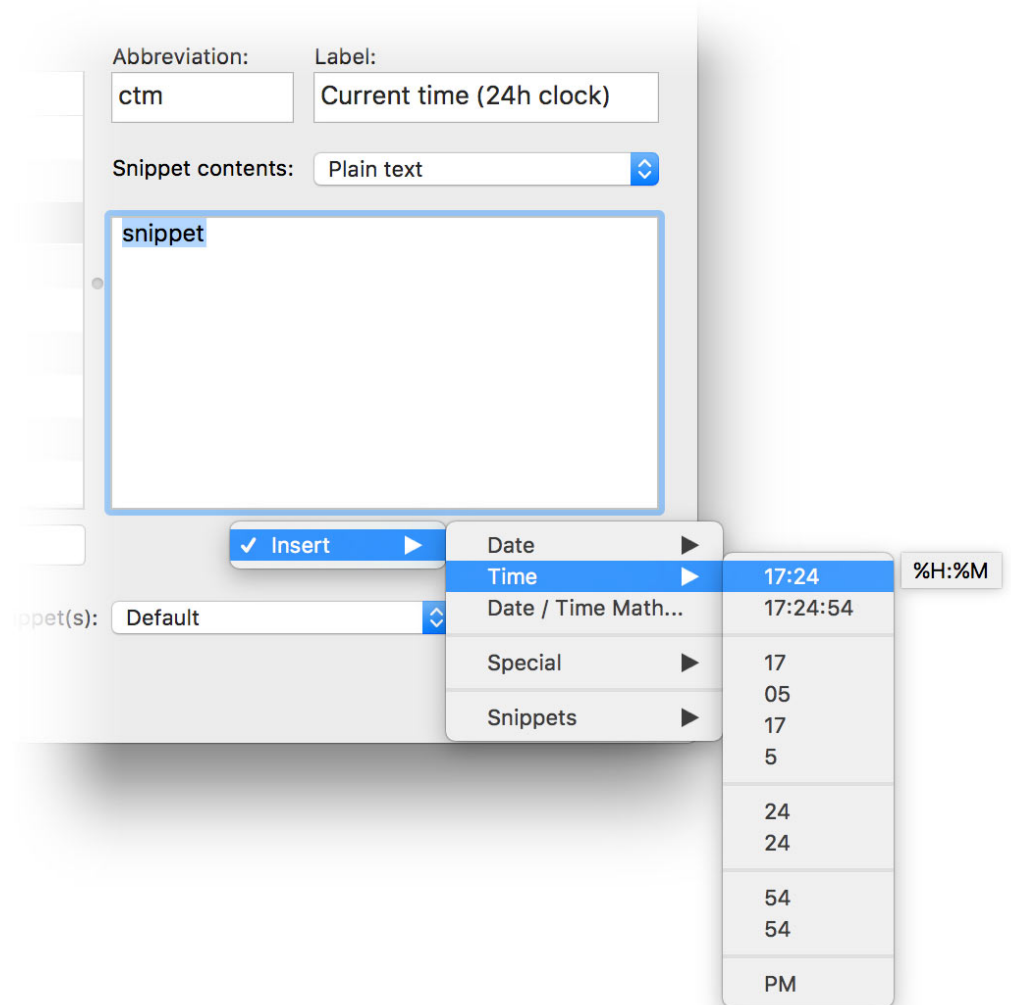 Abbreviation: Label:
ctm Current time (24h clock)
Snippet contents: Plain text
snippet
Insert
Date
Time
Date / Time Math...
Special
Snippets
17:24
17:24:54
17
05
17
5
24
24
54
54
PM
%H:%M
ppet(s): Default